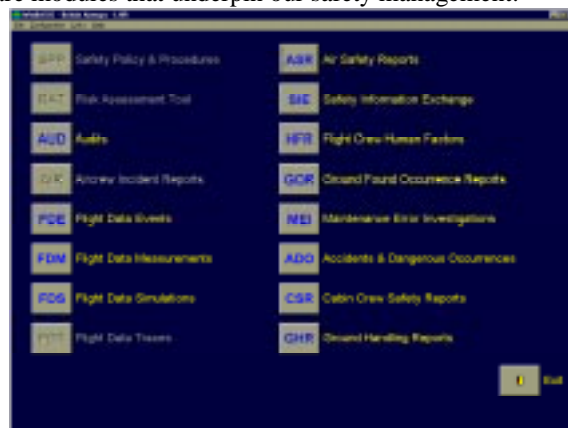 are modules that underpin our safety management.
Safety Policy & Procedures
ASR Air Safety Reports
Risk Assessment Tool
SIE Safety Information Exchange
AUD Audits
HFR Flight Crew Human Factors
Aircrew Incident Reports
GOR Ground Found Occurrence Reports
FDE Flight Data Events
MEI Maintenance Error Investigations
FDM Flight Data Measurements
ADO Accidents & Dangerous Occurrences
FDS Flight Data Simulations
CSR Cabin Crew Safety Reports
Flight Data Traces
GHR Ground Handling Reports
Exit